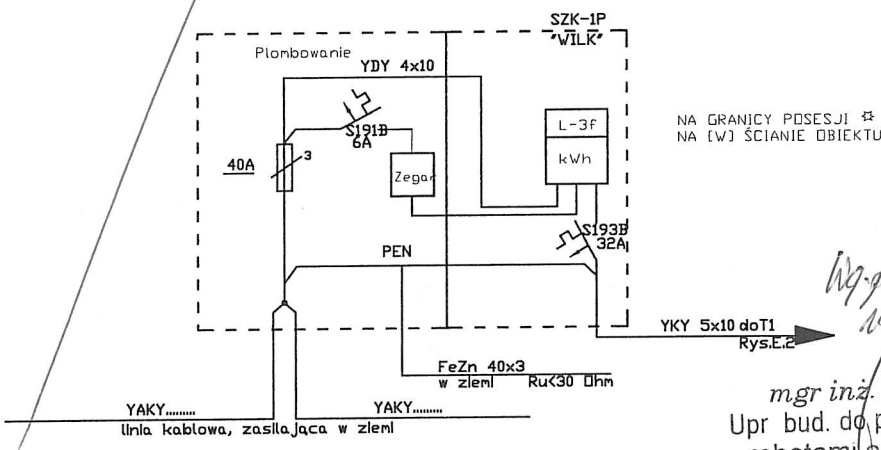 SZK-1P
"WILK"
Plombowanie
YDY 4x10
S191B
6A
40A
3
Zegar
L-3f
kWh
NA GRANICY POSESJI ☆
NA (W) ŚCIANIE OBIEKTU
S193B
32A
PEN
YKY 5x10 doT1
Rys.E.2
FeZn 40x3
w ziemi Ru<30 Ohm
YAKY......... YAKY.........
linia kablowa, zasilająca w ziemi
mgr inż.
Upr bud. do